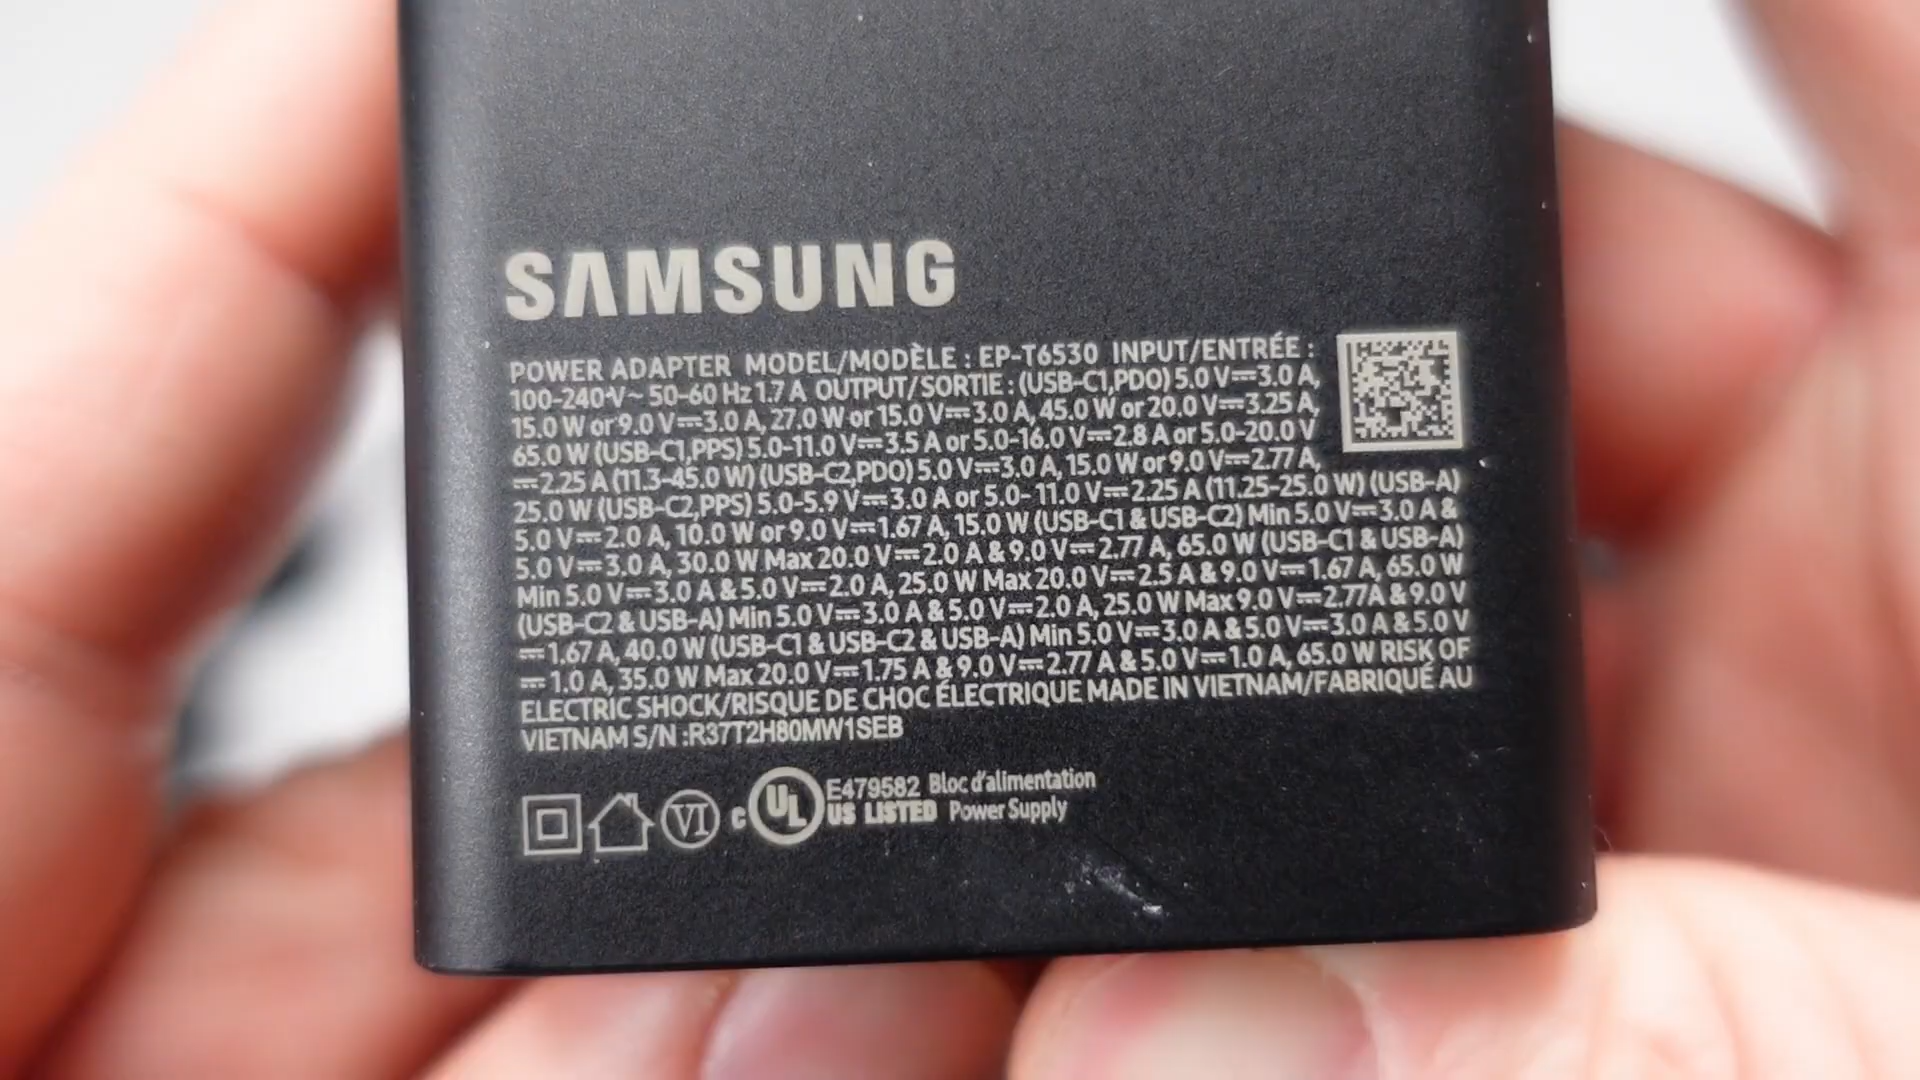 SAMSUNG
POWER ADAPTER MODEL/MODÈLE : EP-T6530 INPUT/ENTRÉE :
100-240V~ 50-60 Hz 1.7 A OUTPUT/SORTIE : (USB-C1,PDO) 5.0 V⎓3.0 A,
15.0 W or 9.0 V⎓3.0 A, 27.0 W or 15.0 V⎓3.0 A, 45.0 W or 20.0 V⎓3.25 A,
65.0 W (USB-C1,PPS) 5.0-11.0 V⎓3.5 A or 5.0-16.0 V⎓2.8 A or 5.0-20.0 V
⎓2.25 A (11.3-45.0 W) (USB-C2,PDO) 5.0 V⎓3.0 A, 15.0 W or 9.0 V⎓2.77 A,
25.0 W (USB-C2,PPS) 5.0-5.9 V⎓3.0 A or 5.0-11.0 V⎓2.25 A (11.25-25.0 W) (USB-A)
5.0 V⎓2.0 A, 10.0 W or 9.0 V⎓1.67 A, 15.0 W (USB-C1 & USB-C2) Min 5.0 V⎓3.0 A &
5.0 V⎓3.0 A, 30.0 W Max 20.0 V⎓2.0 A & 9.0 V⎓2.77 A, 65.0 W (USB-C1 & USB-A)
Min 5.0 V⎓3.0 A & 5.0 V⎓2.0 A, 25.0 W Max 20.0 V⎓2.5 A & 9.0 V⎓1.67 A, 65.0 W
(USB-C2 & USB-A) Min 5.0 V⎓3.0 A & 5.0 V⎓2.0 A, 25.0 W Max 9.0 V⎓2.77A & 9.0 V
⎓1.67 A, 40.0 W (USB-C1 & USB-C2 & USB-A) Min 5.0 V⎓3.0 A & 5.0 V⎓3.0 A & 5.0 V
⎓1.0 A, 35.0 W Max 20.0 V⎓1.75 A & 9.0 V⎓2.77 A & 5.0 V⎓1.0 A, 65.0 W RISK OF
ELECTRIC SHOCK/RISQUE DE CHOC ÉLECTRIQUE MADE IN VIETNAM/FABRIQUÉ AU
VIETNAM S/N :R37T2H80MW1SEB
VI c UL E479582 Bloc d'alimentation
US LISTED Power Supply